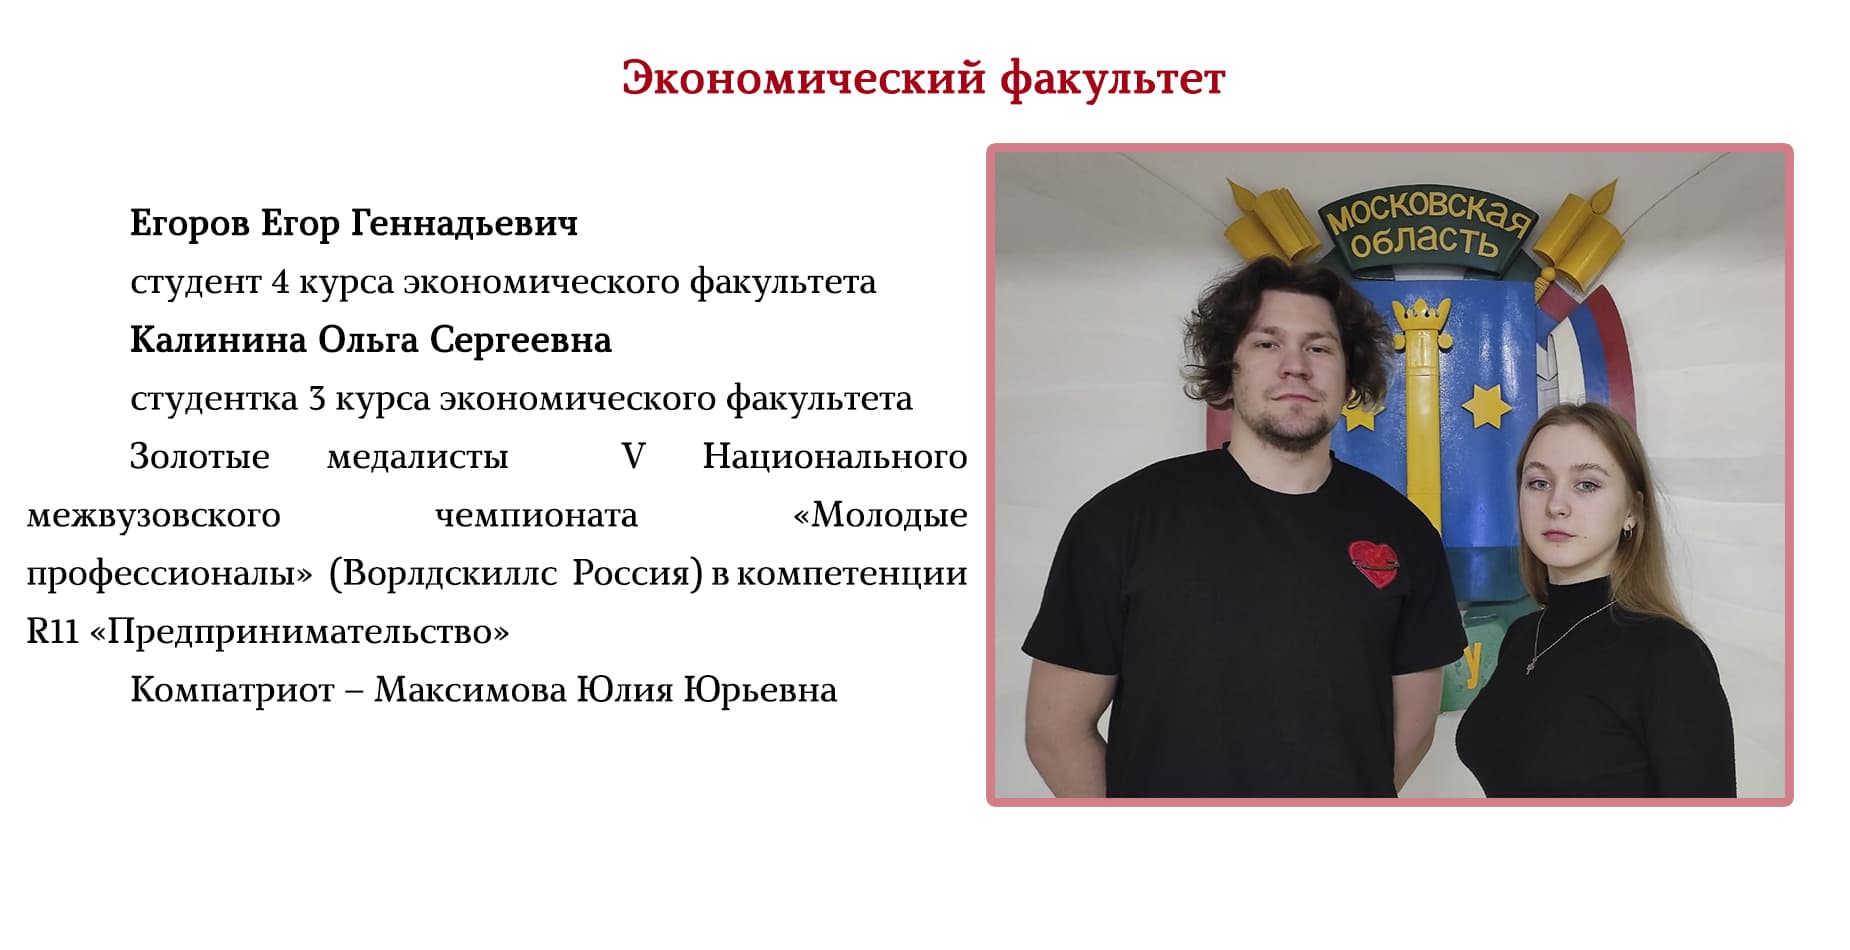 Экономический факультет
Егоров Егор Геннадьевич
студент 4 курса экономического факультета
Калинина Ольга Сергеевна
студентка 3 курса экономического факультета
Золотые медалисты V Национального
межвузовского чемпионата «Молодые
профессионалы» (Ворлдскиллс Россия) в компетенции
R11 «Предпринимательство»
Компатриот – Максимова Юлия Юрьевна
МОСКОВСКАЯ
ОБЛАСТЬ
У